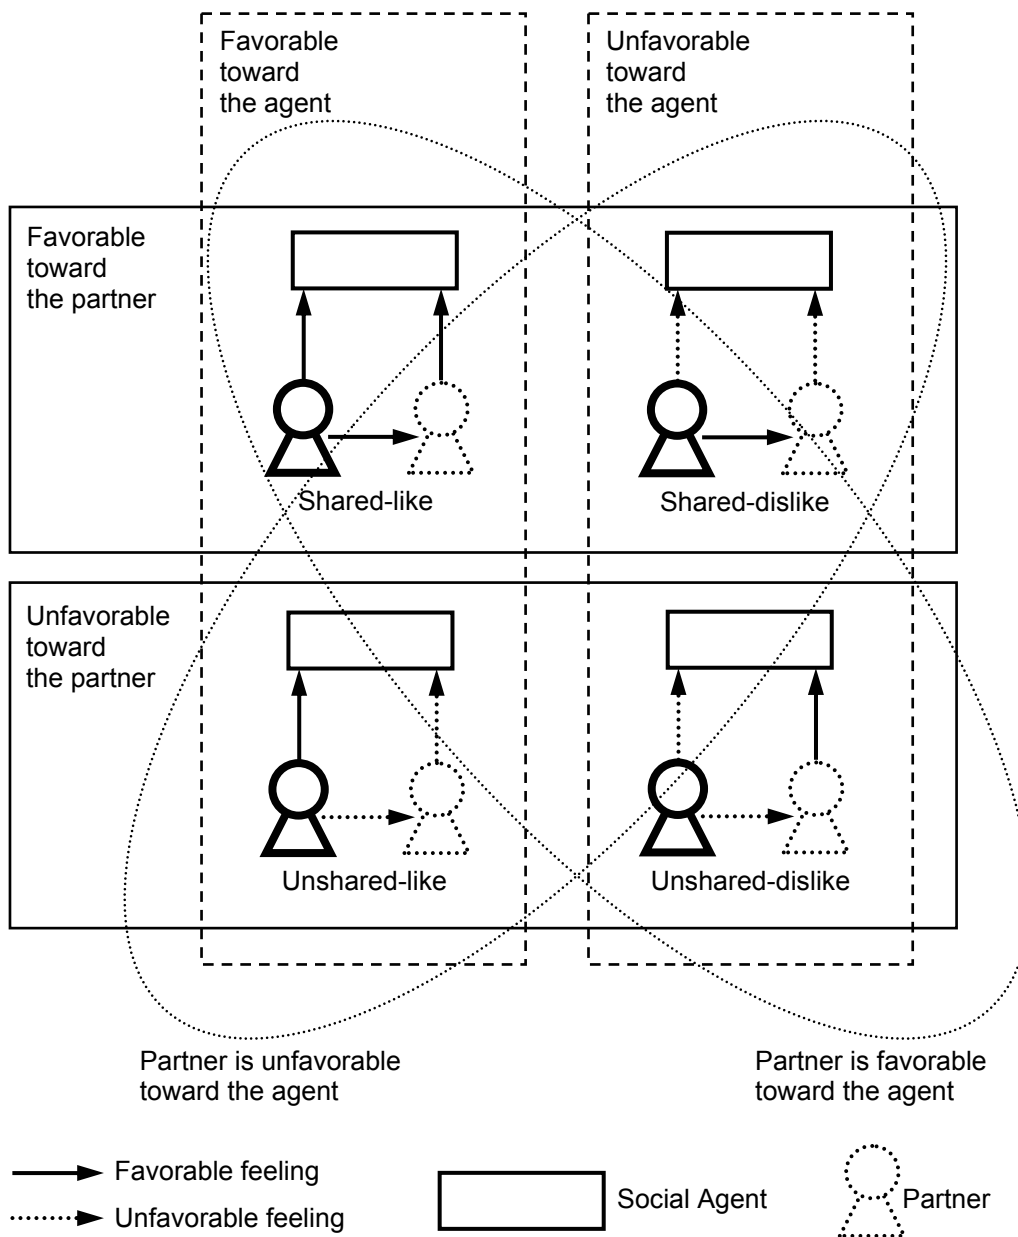 Favorable
toward
the agent
Unfavorable
toward
the agent
Favorable
toward
the partner
Shared-like
Shared-dislike
Unfavorable
toward
the partner
Unshared-like
Unshared-dislike
Partner is unfavorable
toward the agent
Partner is favorable
toward the agent
Favorable feeling
Unfavorable feeling
Social Agent
Partner